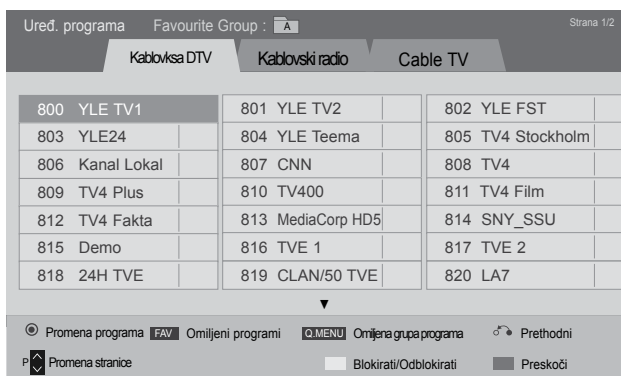 Uređ. programa Favourite Group : A Strana 1/2
Kablovksa DTV Kablovski radio Cable TV
800 YLE TV1 801 YLE TV2 802 YLE FST
803 YLE24 804 YLE Teema 805 TV4 Stockholm
806 Kanal Lokal 807 CNN 808 TV4
809 TV4 Plus 810 TV400 811 TV4 Film
812 TV4 Fakta 813 MediaCorp HD5 814 SNY_SSU
815 Demo 816 TVE 1 817 TVE 2
818 24H TVE 819 CLAN/50 TVE 820 LA7
Promena programa FAV Omiljeni programi Q.MENU Omiljena grupa programa Prethodni
P Promena stranice Blokirati/Odblokirati Preskoči